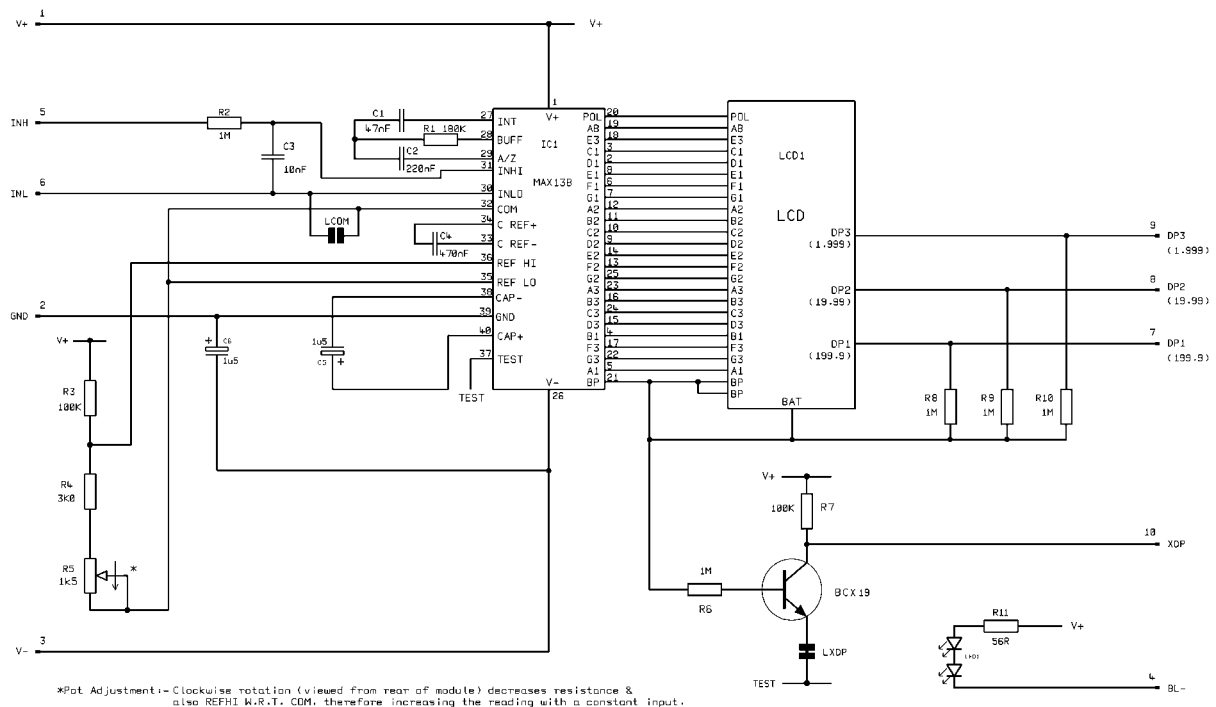 V+ 1 V+
INH 5
R2
1M
C3
10nF
INL 6
LCOM
C1
47nF
R1 180K
C2
220nF
C4
470nF
GND 2
C6
1u5
+
1u5
C5 +
V+
R3
100K
R4
3K0
R5
1k5
*
V- 3
1
V+
IC1
MAX138
27 INT
28 BUFF
29 A/Z
31 INHI
30 INLO
32 COM
34 C REF+
33 C REF-
36 REF HI
35 REF LO
38 CAP-
39 GND
40 CAP+
37 TEST
TEST
V-
26
POL 20 POL
AB 19 AB
E3 18 E3
C1 3 C1
D1 2 D1
E1 8 E1
F1 6 F1
G1 7 G1
A2 12 A2
B2 11 B2
C2 10 C2
D2 9 D2
E2 14 E2
F2 13 F2
G2 25 G2
A3 23 A3
B3 16 B3
C3 24 C3
D3 15 D3
B1 4 B1
F3 17 F3
G3 22 G3
A1 5 A1
BP 21 BP
BP
LCD1
LCD
DP3
(1.999)
DP2
(19.99)
DP1
(199.9)
BAT
9
DP3
(1.999)
8
DP2
(19.99)
7
DP1
(199.9)
R8
1M
R9
1M
R10
1M
V+
100K R7
10
XDP
1M
R6
BCX19
LXDP
TEST
R11
56R
V+
LED1
4
BL-
*Pot Adjustment:- Clockwise rotation (viewed from rear of module) decreases resistance &
also REFHI W.R.T. COM, therefore increasing the reading with a constant input.